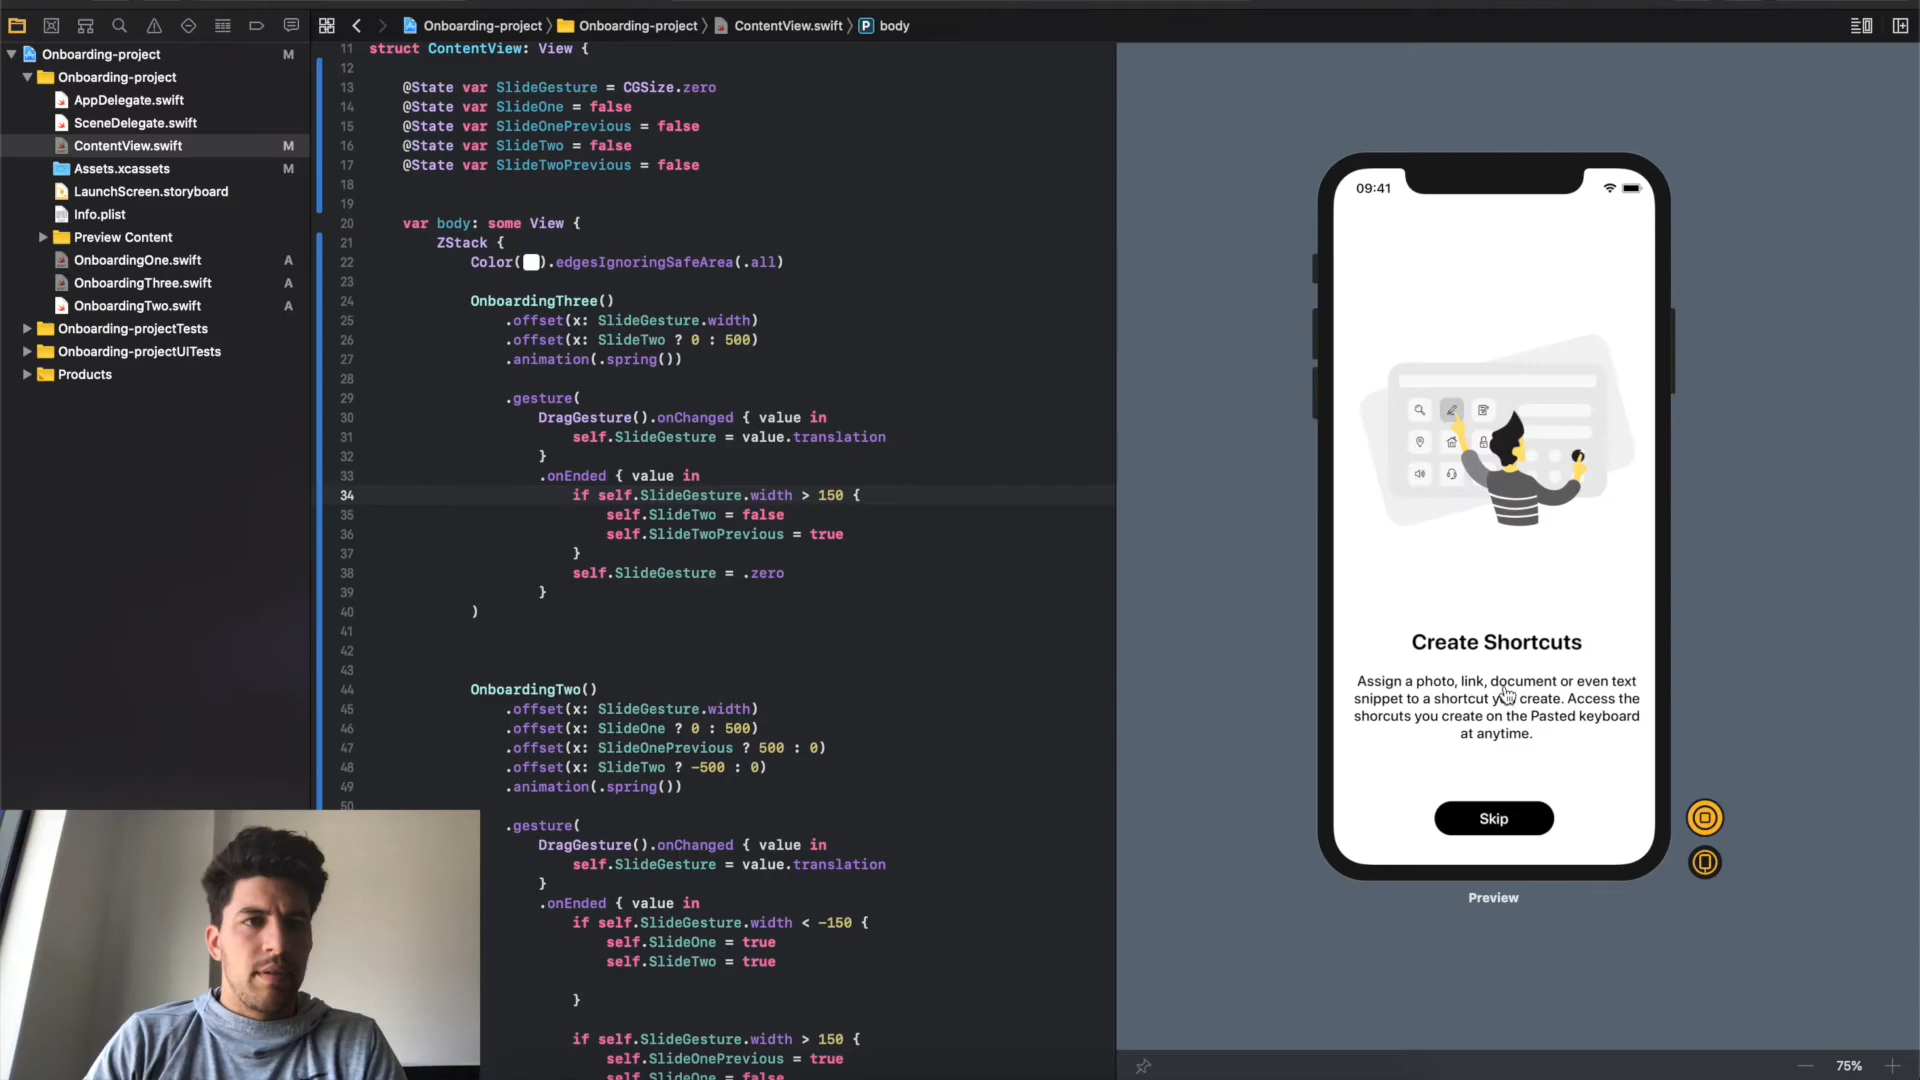 Onboarding-project
Onboarding-project
ContentView.swift
P
body
Onboarding-project
M
Onboarding-project
AppDelegate.swift
SceneDelegate.swift
ContentView.swift
M
Assets.xcassets
M
LaunchScreen.storyboard
Info.plist
Preview Content
OnboardingOne.swift
A
OnboardingThree.swift
A
OnboardingTwo.swift
A
Onboarding-projectTests
Onboarding-projectUITests
Products
11 struct ContentView: View {
12
13 @State var SlideGesture = CGSize.zero
14 @State var SlideOne = false
15 @State var SlideOnePrevious = false
16 @State var SlideTwo = false
17 @State var SlideTwoPrevious = false
18
19
20 var body: some View {
21 ZStack {
22 Color( ).edgesIgnoringSafeArea(.all)
23
24 OnboardingThree()
25 .offset(x: SlideGesture.width)
26 .offset(x: SlideTwo ? 0 : 500)
27 .animation(.spring())
28
29 .gesture(
30 DragGesture().onChanged { value in
31 self.SlideGesture = value.translation
32 }
33 .onEnded { value in
34 if self.SlideGesture.width > 150 {
35 self.SlideTwo = false
36 self.SlideTwoPrevious = true
37 }
38 self.SlideGesture = .zero
39 }
40 )
41
42
43
44 OnboardingTwo()
45 .offset(x: SlideGesture.width)
46 .offset(x: SlideOne ? 0 : 500)
47 .offset(x: SlideOnePrevious ? 500 : 0)
48 .offset(x: SlideTwo ? -500 : 0)
49 .animation(.spring())
50
.gesture(
DragGesture().onChanged { value in
self.SlideGesture = value.translation
}
.onEnded { value in
if self.SlideGesture.width < -150 {
self.SlideOne = true
self.SlideTwo = true
}
if self.SlideGesture.width > 150 {
self.SlideOnePrevious = true
self.SlideOne = false
09:41
Create Shortcuts
Assign a photo, link, document or even text
snippet to a shortcut you create. Access the
shorcuts you create on the Pasted keyboard
at anytime.
Skip
Preview
75%